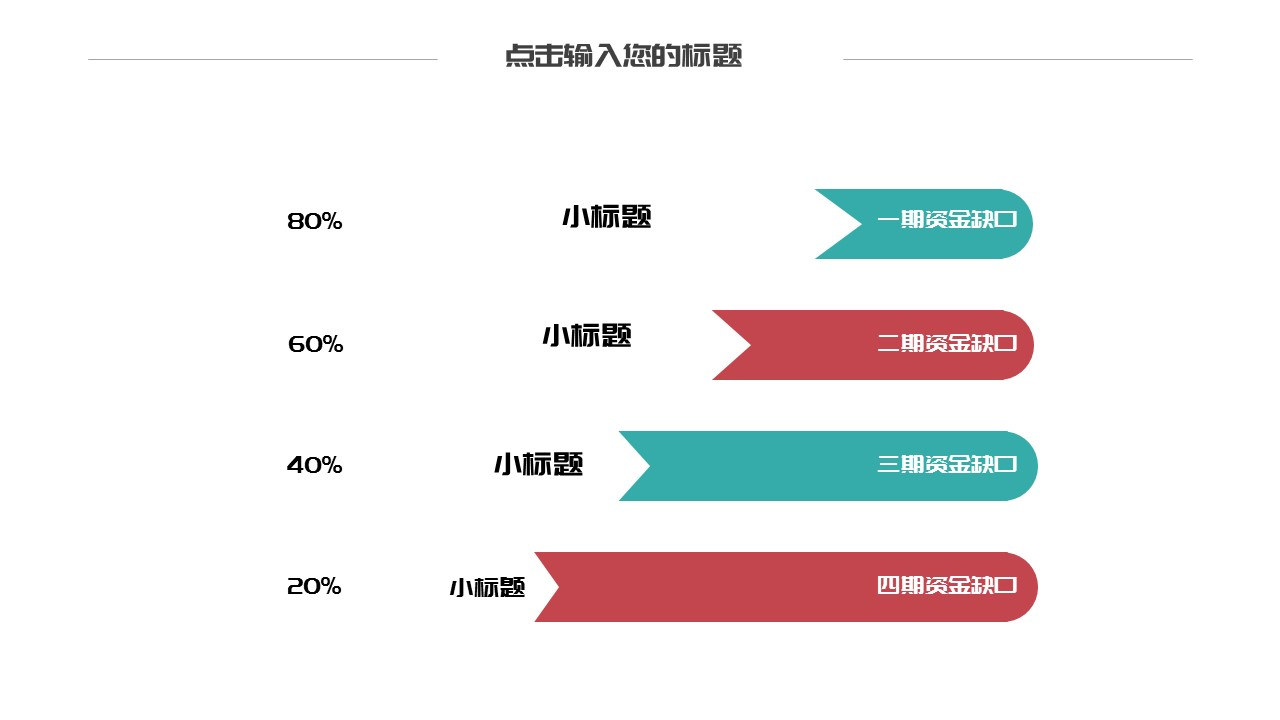 点击输入您的标题
80% 小标题 一期资金缺口
60% 小标题 二期资金缺口
40% 小标题 三期资金缺口
20% 小标题 四期资金缺口